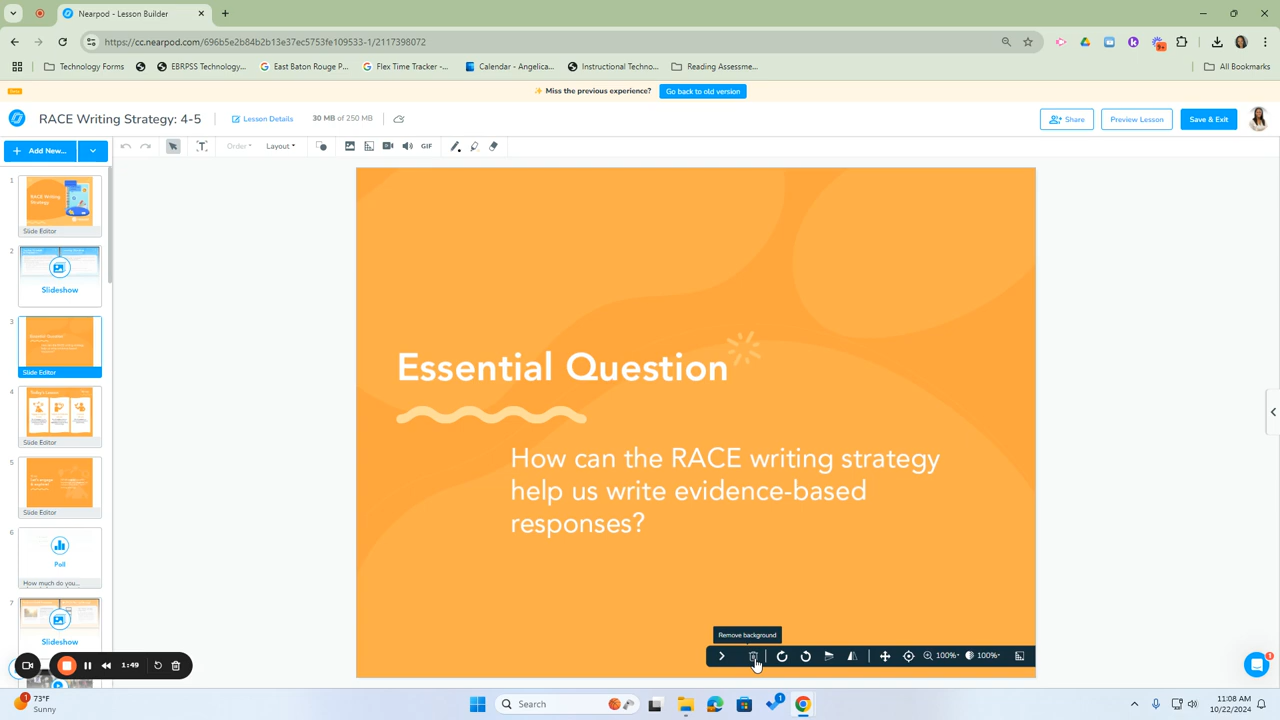 Nearpod - Lesson Builder
https://cc.nearpod.com/696b5e2b84b2b13e37ec5753fe109533-1/2117398072
Technology Forms
EBRPSS Technology...
East Baton Rouge P...
Flex Time Tracker -...
Calendar - Angelica...
Instructional Techno...
Reading Assessme...
All Bookmarks
Miss the previous experience?
Go back to old version
RACE Writing Strategy: 4-5
Lesson Details
30 MB of 250 MB
Share
Preview Lesson
Save & Exit
Add New...
Order
Layout
GIF
1
RACE Writing
Strategy
Slide Editor
2
Slideshow
3
Essential Question
Slide Editor
4
Today's Lesson
Slide Editor
5
Slide Editor
6
Poll
How much do you...
7
Slideshow
Essential Question
How can the RACE writing strategy
help us write evidence-based
responses?
Remove background
100%
100%
1:49
1
73°F
Sunny
Search
1
11:08 AM
10/22/2024